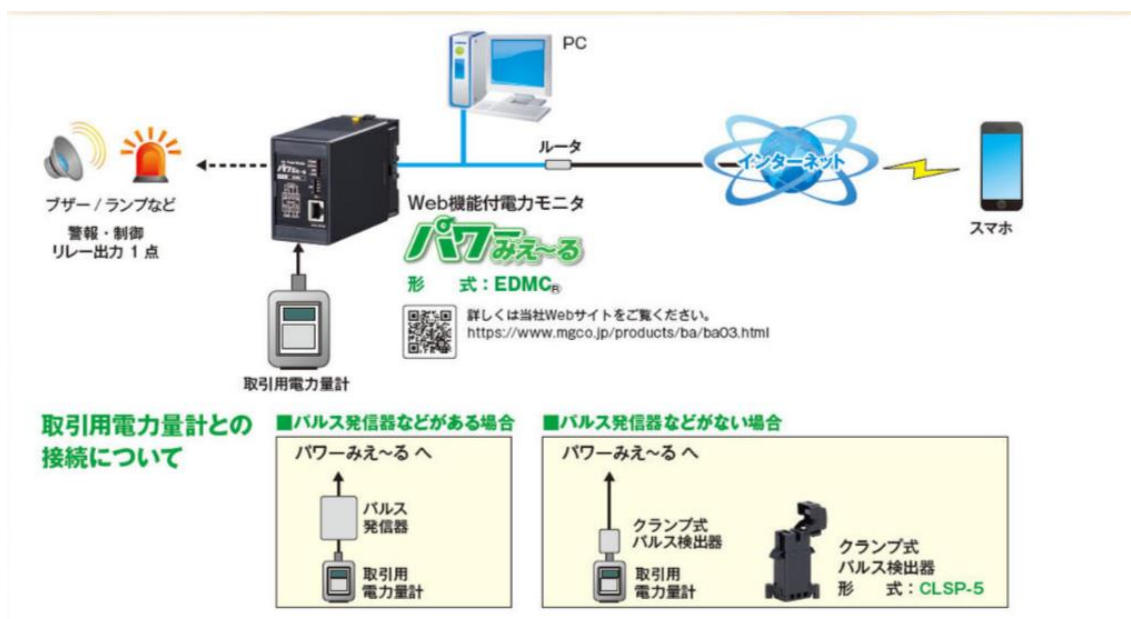 PC
ルータ
インターネット
スマホ
ブザー / ランプなど
警報・制御
リレー出力 1 点
Web機能付電力モニタ
パワーみえ～る
形　式：EDMC®
詳しくは当社Webサイトをご覧ください。
https://www.mgco.jp/products/ba/ba03.html
取引用電力量計
取引用電力量計との
接続について
■パルス発信器などがある場合
パワーみえ～る へ
パルス
発信器
取引用
電力量計
■パルス発信器などがない場合
パワーみえ～る へ
クランプ式
パルス検出器
取引用
電力量計
クランプ式
パルス検出器
形　式：CLSP-5